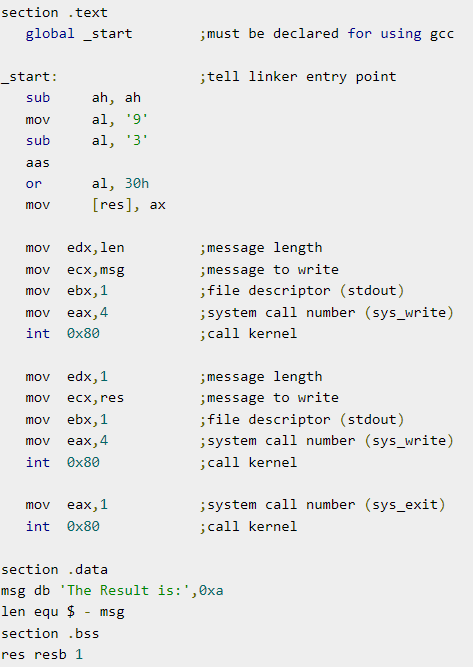 section .text
   global _start        ;must be declared for using gcc

_start:                 ;tell linker entry point
   sub     ah, ah
   mov     al, '9'
   sub     al, '3'
   aas
   or      al, 30h
   mov     [res], ax

   mov  edx,len         ;message length
   mov  ecx,msg         ;message to write
   mov  ebx,1           ;file descriptor (stdout)
   mov  eax,4           ;system call number (sys_write)
   int  0x80            ;call kernel

   mov  edx,1           ;message length
   mov  ecx,res         ;message to write
   mov  ebx,1           ;file descriptor (stdout)
   mov  eax,4           ;system call number (sys_write)
   int  0x80            ;call kernel

   mov  eax,1           ;system call number (sys_exit)
   int  0x80            ;call kernel

section .data
msg db 'The Result is:',0xa
len equ $ - msg
section .bss
res resb 1